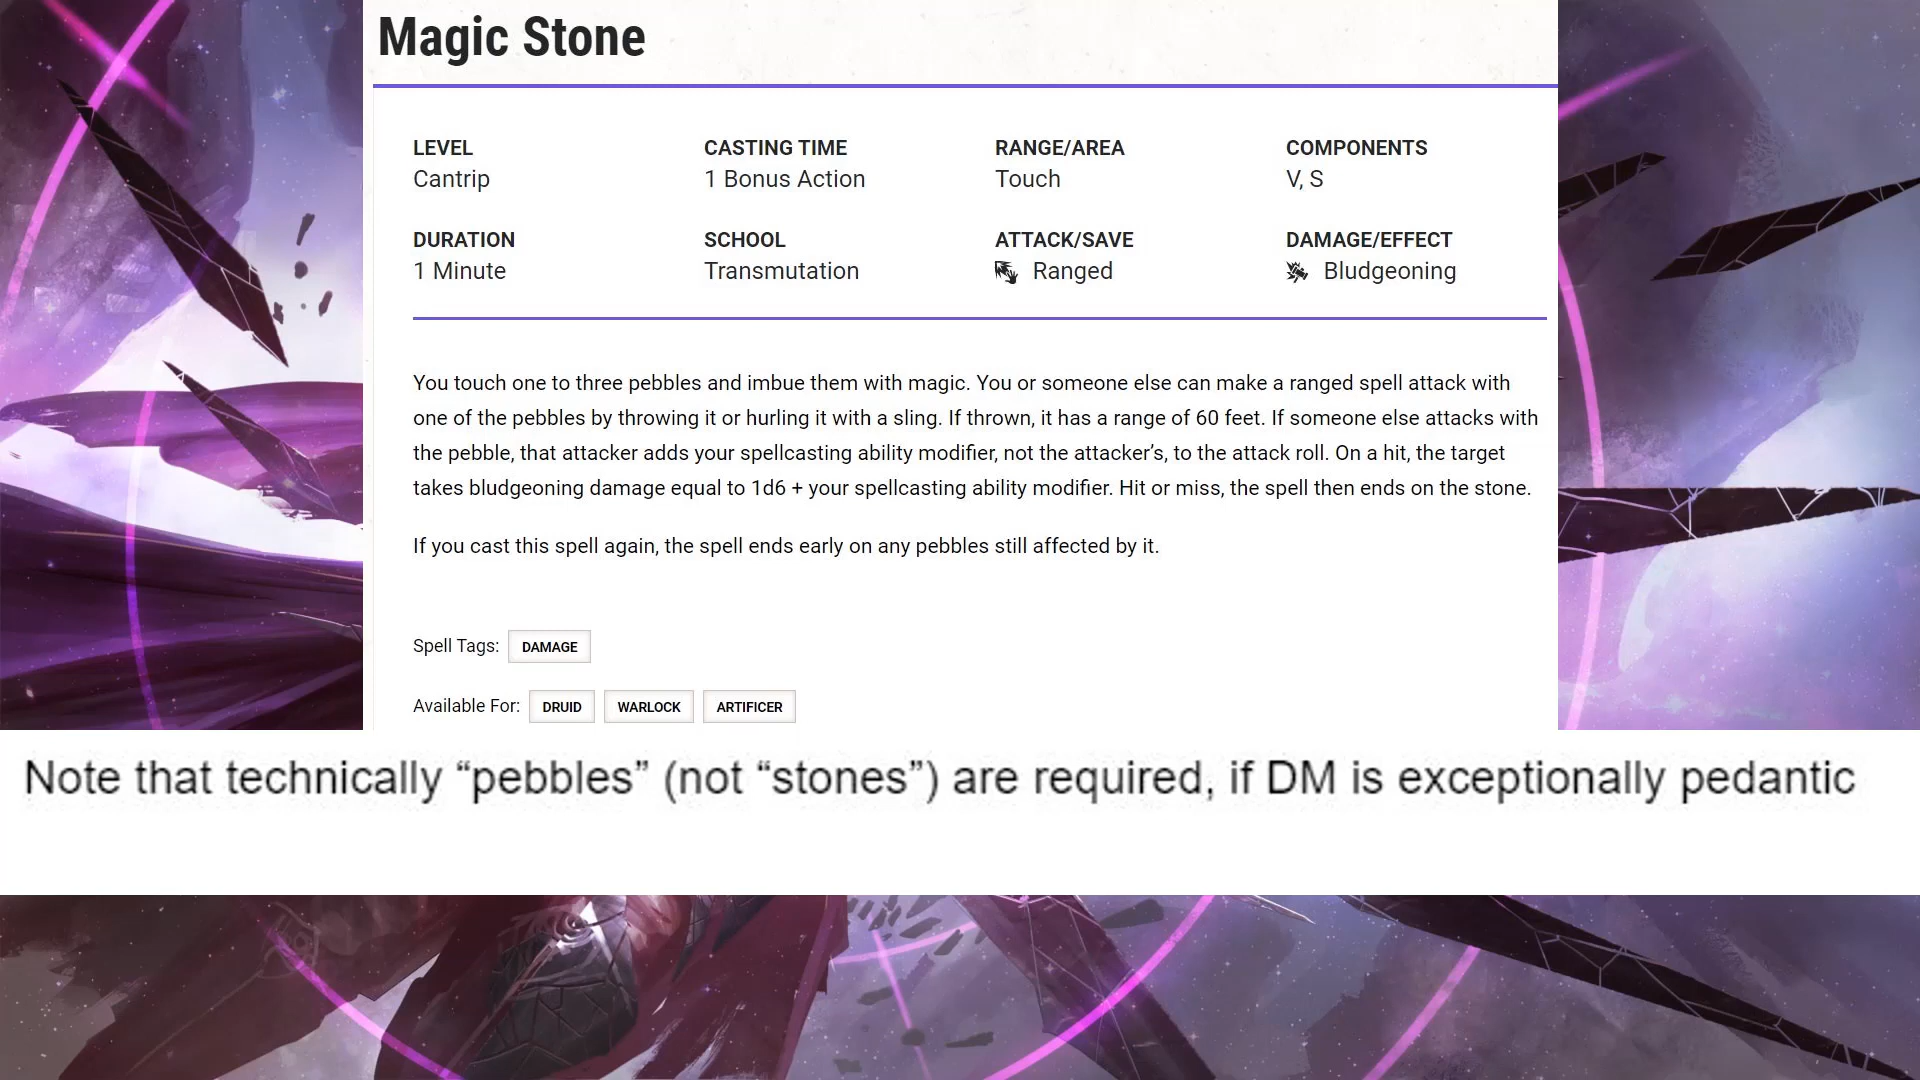 Magic Stone
LEVEL CASTING TIME RANGE/AREA COMPONENTS
Cantrip 1 Bonus Action Touch V, S
DURATION SCHOOL ATTACK/SAVE DAMAGE/EFFECT
1 Minute Transmutation Ranged Bludgeoning
You touch one to three pebbles and imbue them with magic. You or someone else can make a ranged spell attack with
one of the pebbles by throwing it or hurling it with a sling. If thrown, it has a range of 60 feet. If someone else attacks with
the pebble, that attacker adds your spellcasting ability modifier, not the attacker’s, to the attack roll. On a hit, the target
takes bludgeoning damage equal to 1d6 + your spellcasting ability modifier. Hit or miss, the spell then ends on the stone.
If you cast this spell again, the spell ends early on any pebbles still affected by it.
Spell Tags: DAMAGE
Available For: DRUID WARLOCK ARTIFICER
Note that technically “pebbles” (not “stones”) are required, if DM is exceptionally pedantic